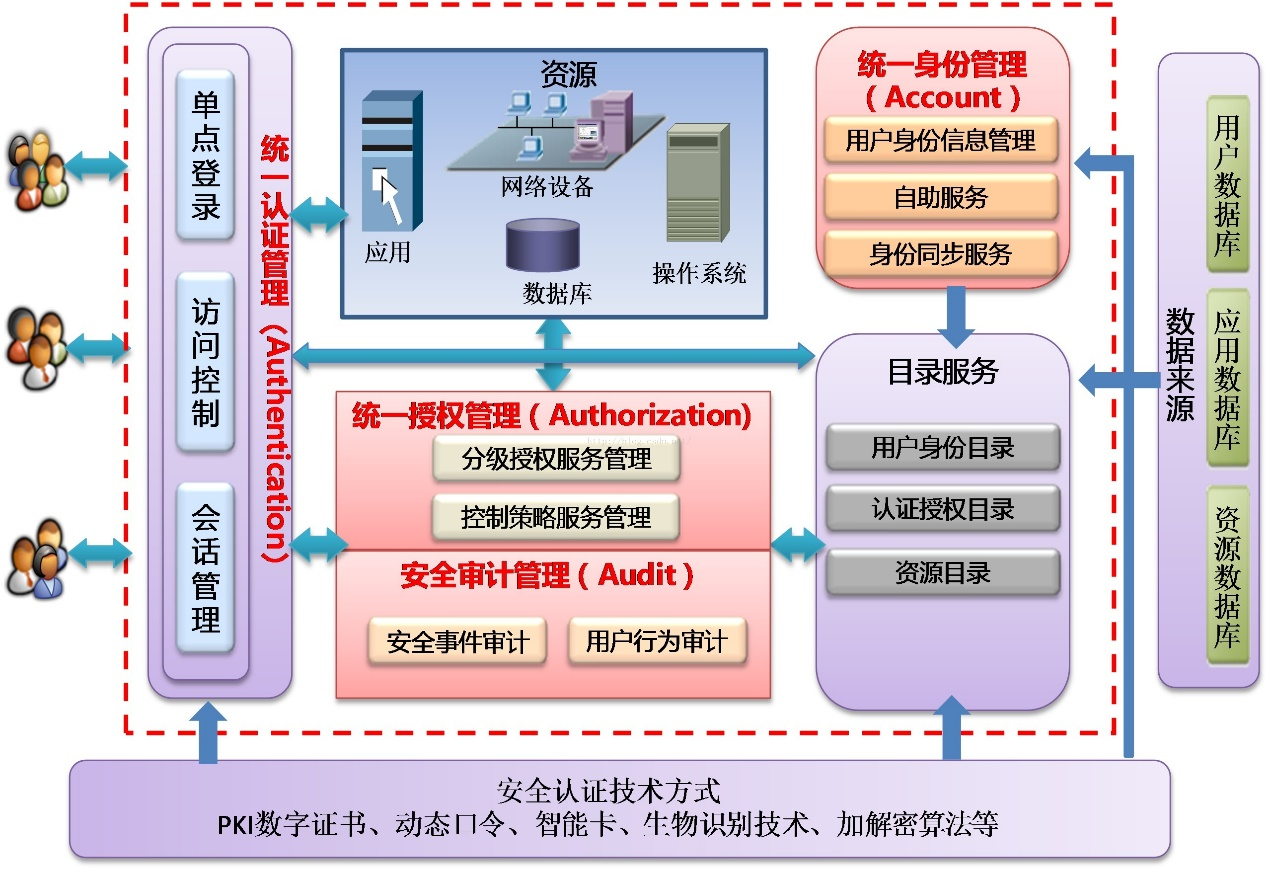 单点登录
访问控制
会话管理
统一认证管理（Authentication）
资源
应用
网络设备
数据库
操作系统
统一身份管理
（Account）
用户身份信息管理
自助服务
身份同步服务
统一授权管理（Authorization)
分级授权服务管理
控制策略服务管理
安全审计管理（Audit）
安全事件审计
用户行为审计
目录服务
用户身份目录
认证授权目录
资源目录
数据来源
用户数据库
应用数据库
资源数据库
安全认证技术方式
PKI数字证书、动态口令、智能卡、生物识别技术、加解密算法等